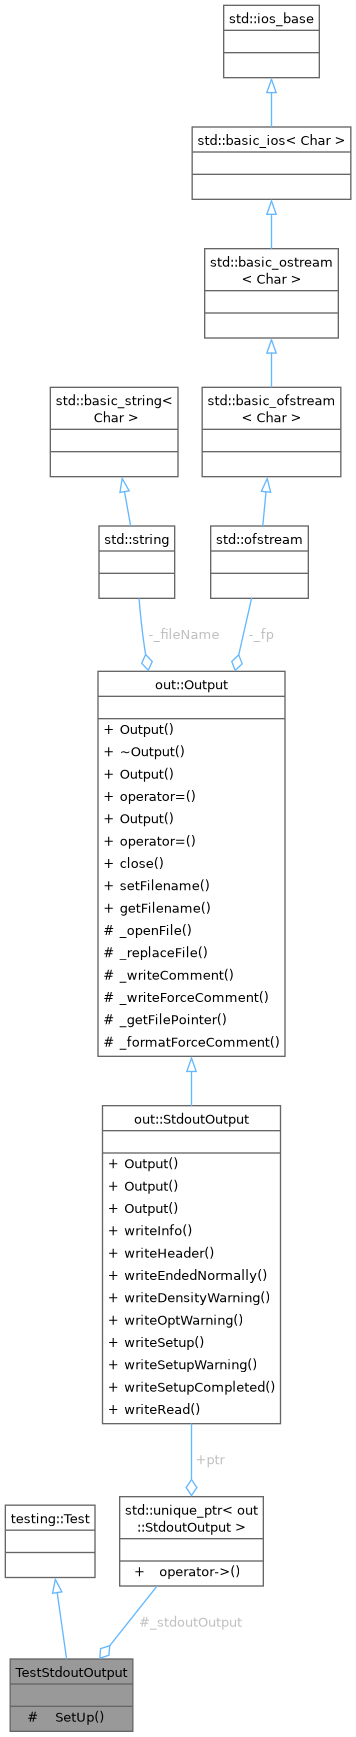 std::ios_base
std::basic_ios< Char >
std::basic_ostream
< Char >
std::basic_string<
Char >
std::basic_ofstream
< Char >
std::string
std::ofstream
-_fileName
-_fp
out::Output
+ Output()
+ ~Output()
+ Output()
+ operator=()
+ Output()
+ operator=()
+ close()
+ setFilename()
+ getFilename()
# _openFile()
# _replaceFile()
# _writeComment()
# _writeForceComment()
# _getFilePointer()
# _formatForceComment()
out::StdoutOutput
+ Output()
+ Output()
+ Output()
+ writeInfo()
+ writeHeader()
+ writeEndedNormally()
+ writeDensityWarning()
+ writeOptWarning()
+ writeSetup()
+ writeSetupWarning()
+ writeSetupCompleted()
+ writeRead()
+ptr
testing::Test
std::unique_ptr< out
::StdoutOutput >
+ operator->()
#_stdoutOutput
TestStdoutOutput
# SetUp()